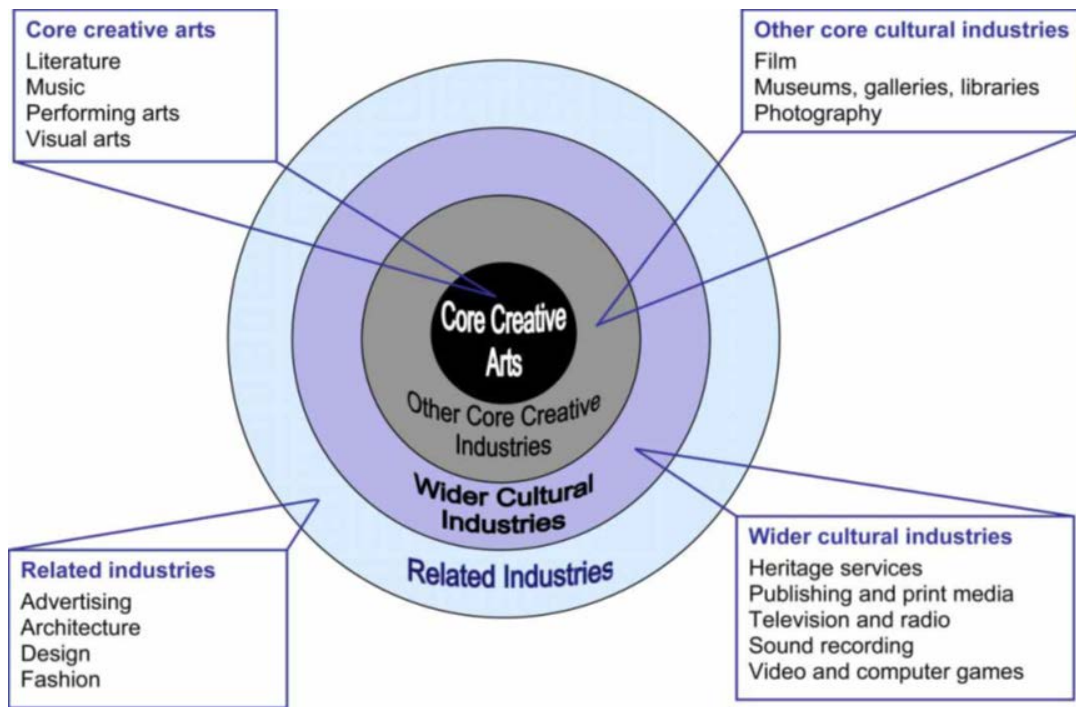 Core creative arts
Literature
Music
Performing arts
Visual arts
Other core cultural industries
Film
Museums, galleries, libraries
Photography
Core Creative
Arts
Other Core Creative
Industries
Wider Cultural
Industries
Related Industries
Related industries
Advertising
Architecture
Design
Fashion
Wider cultural industries
Heritage services
Publishing and print media
Television and radio
Sound recording
Video and computer games